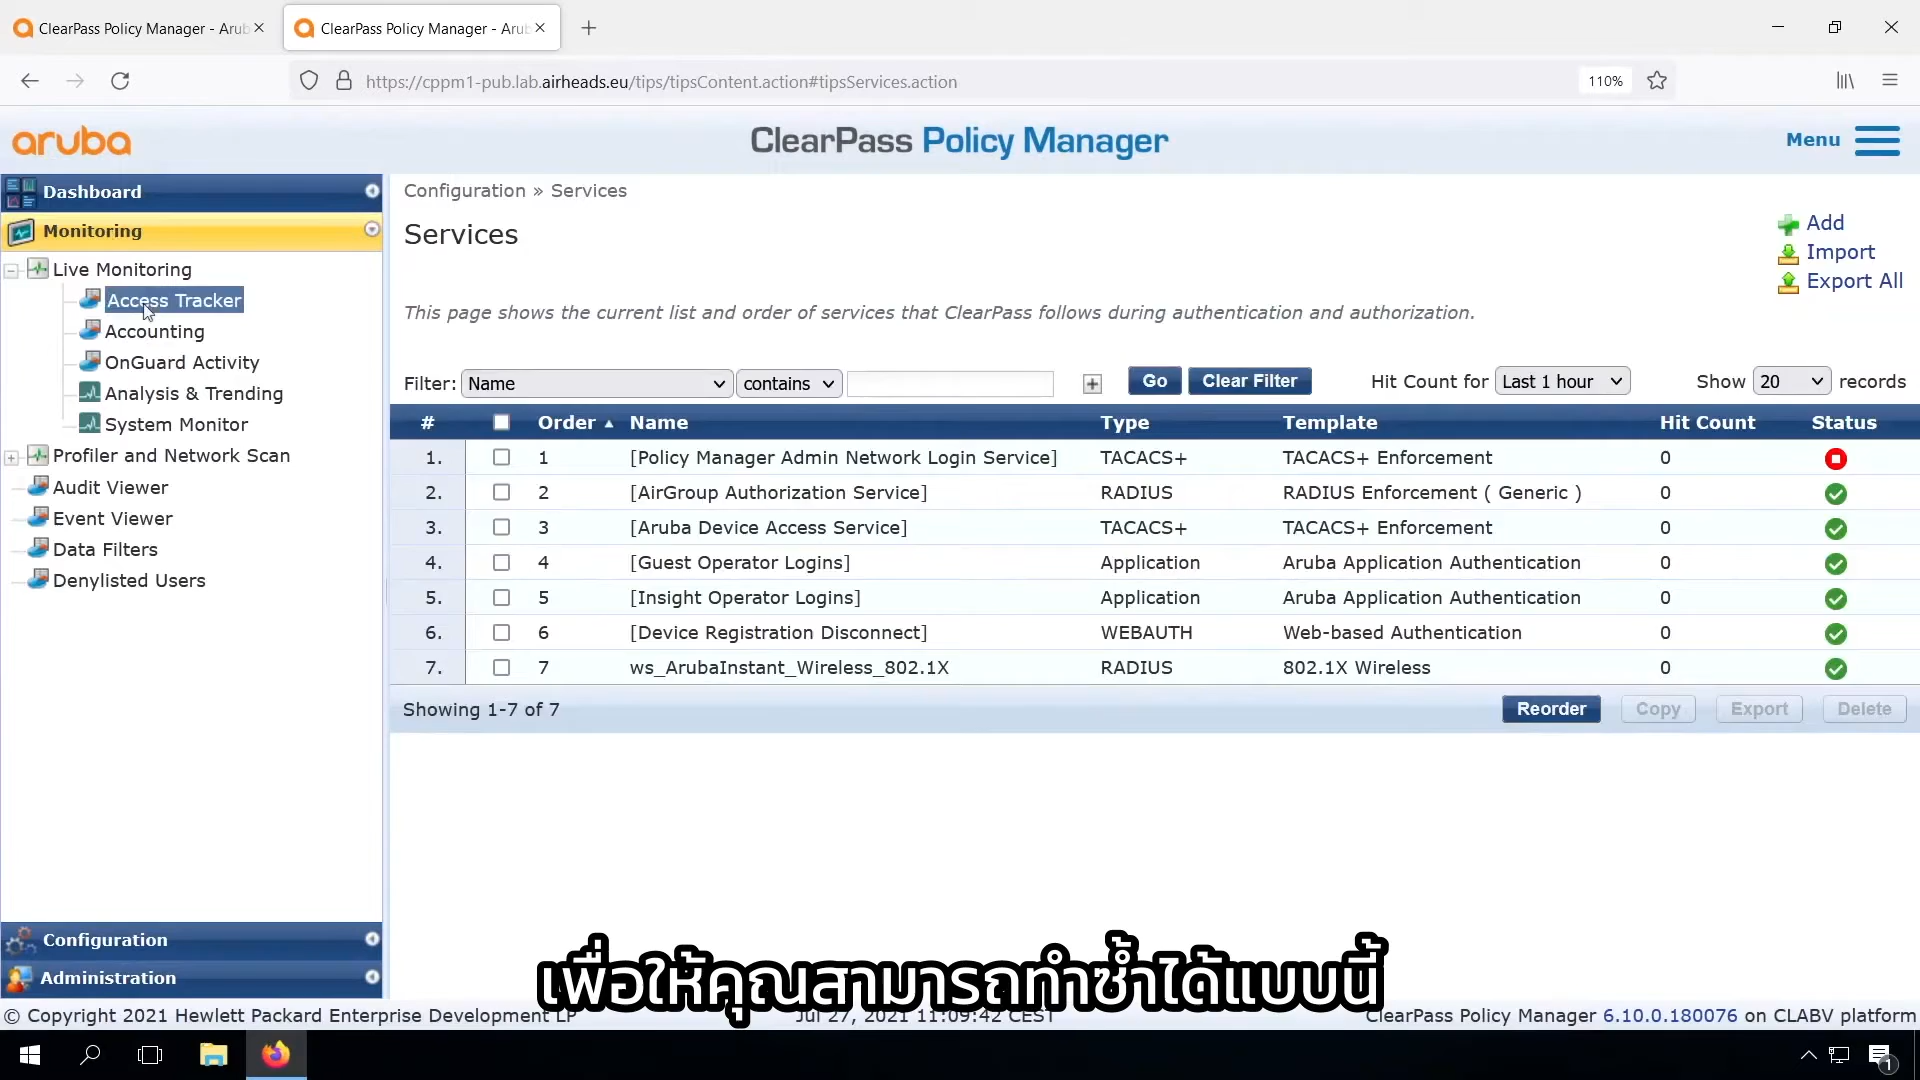 ClearPass Policy Manager - Arub
ClearPass Policy Manager - Arub
https://cppm1-pub.lab.airheads.eu/tips/tipsContent.action#tipsServices.action
110%
aruba
ClearPass Policy Manager
Menu
Dashboard
Monitoring
Live Monitoring
Access Tracker
Accounting
OnGuard Activity
Analysis & Trending
System Monitor
Profiler and Network Scan
Audit Viewer
Event Viewer
Data Filters
Denylisted Users
Configuration
Administration
Configuration » Services
Services
Add
Import
Export All
This page shows the current list and order of services that ClearPass follows during authentication and authorization.
Filter: Name contains Go Clear Filter Hit Count for Last 1 hour Show 20 records
# Order Name Type Template Hit Count Status
1. 1 [Policy Manager Admin Network Login Service] TACACS+ TACACS+ Enforcement 0
2. 2 [AirGroup Authorization Service] RADIUS RADIUS Enforcement ( Generic ) 0
3. 3 [Aruba Device Access Service] TACACS+ TACACS+ Enforcement 0
4. 4 [Guest Operator Logins] Application Aruba Application Authentication 0
5. 5 [Insight Operator Logins] Application Aruba Application Authentication 0
6. 6 [Device Registration Disconnect] WEBAUTH Web-based Authentication 0
7. 7 ws_ArubaInstant_Wireless_802.1X RADIUS 802.1X Wireless 0
Showing 1-7 of 7 Reorder Copy Export Delete
เพื่อให้คุณสามารถทำซ้ำได้แบบนี้
© Copyright 2021 Hewlett Packard Enterprise Development LP Jul 27, 2021 11:09:42 CEST ClearPass Policy Manager 6.10.0.180076 on CLABV platform
1